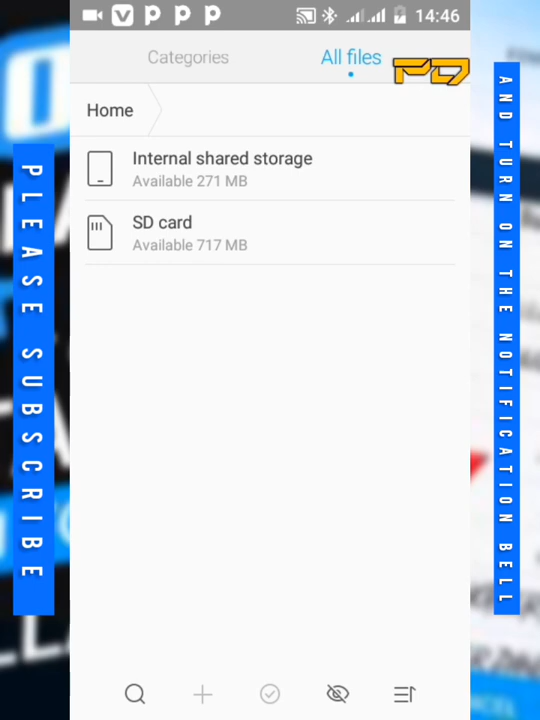 14:46
Categories
All files
PD
Home
Internal shared storage
Available 271 MB
SD card
Available 717 MB
PLEASE SUBSCRIBE
AND TURN ON THE NOTIFICATION BELL